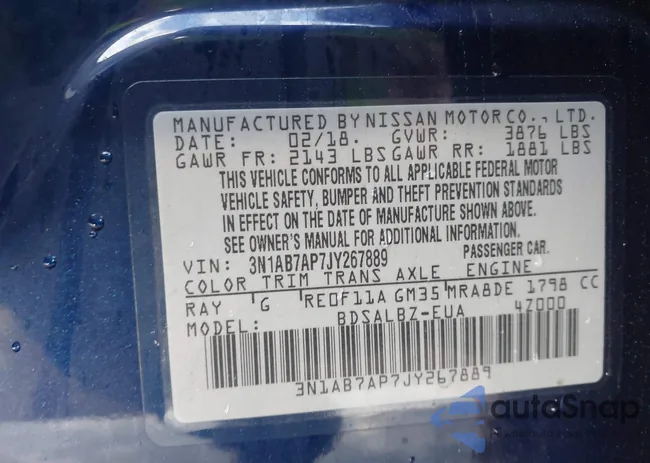 MANUFACTURED BY NISSAN MOTOR CO., LTD.
DATE: 02/18. GVWR: 3876 LBS
GAWR FR: 2143 LBS GAWR RR: 1881 LBS
THIS VEHICLE CONFORMS TO ALL APPLICABLE FEDERAL MOTOR
VEHICLE SAFETY, BUMPER AND THEFT PREVENTION STANDARDS
IN EFFECT ON THE DATE OF MANUFACTURE SHOWN ABOVE.
SEE OWNER'S MANUAL FOR ADDITIONAL INFORMATION.
VIN: 3N1AB7AP7JY267889 PASSENGER CAR.
COLOR TRIM TRANS AXLE ENGINE
RAY G RE0F11A GM35 MRA8DE 1798 CC
MODEL: BDSALBZ-EUA 4Z000
3N1AB7AP7JY267889
autoSnap